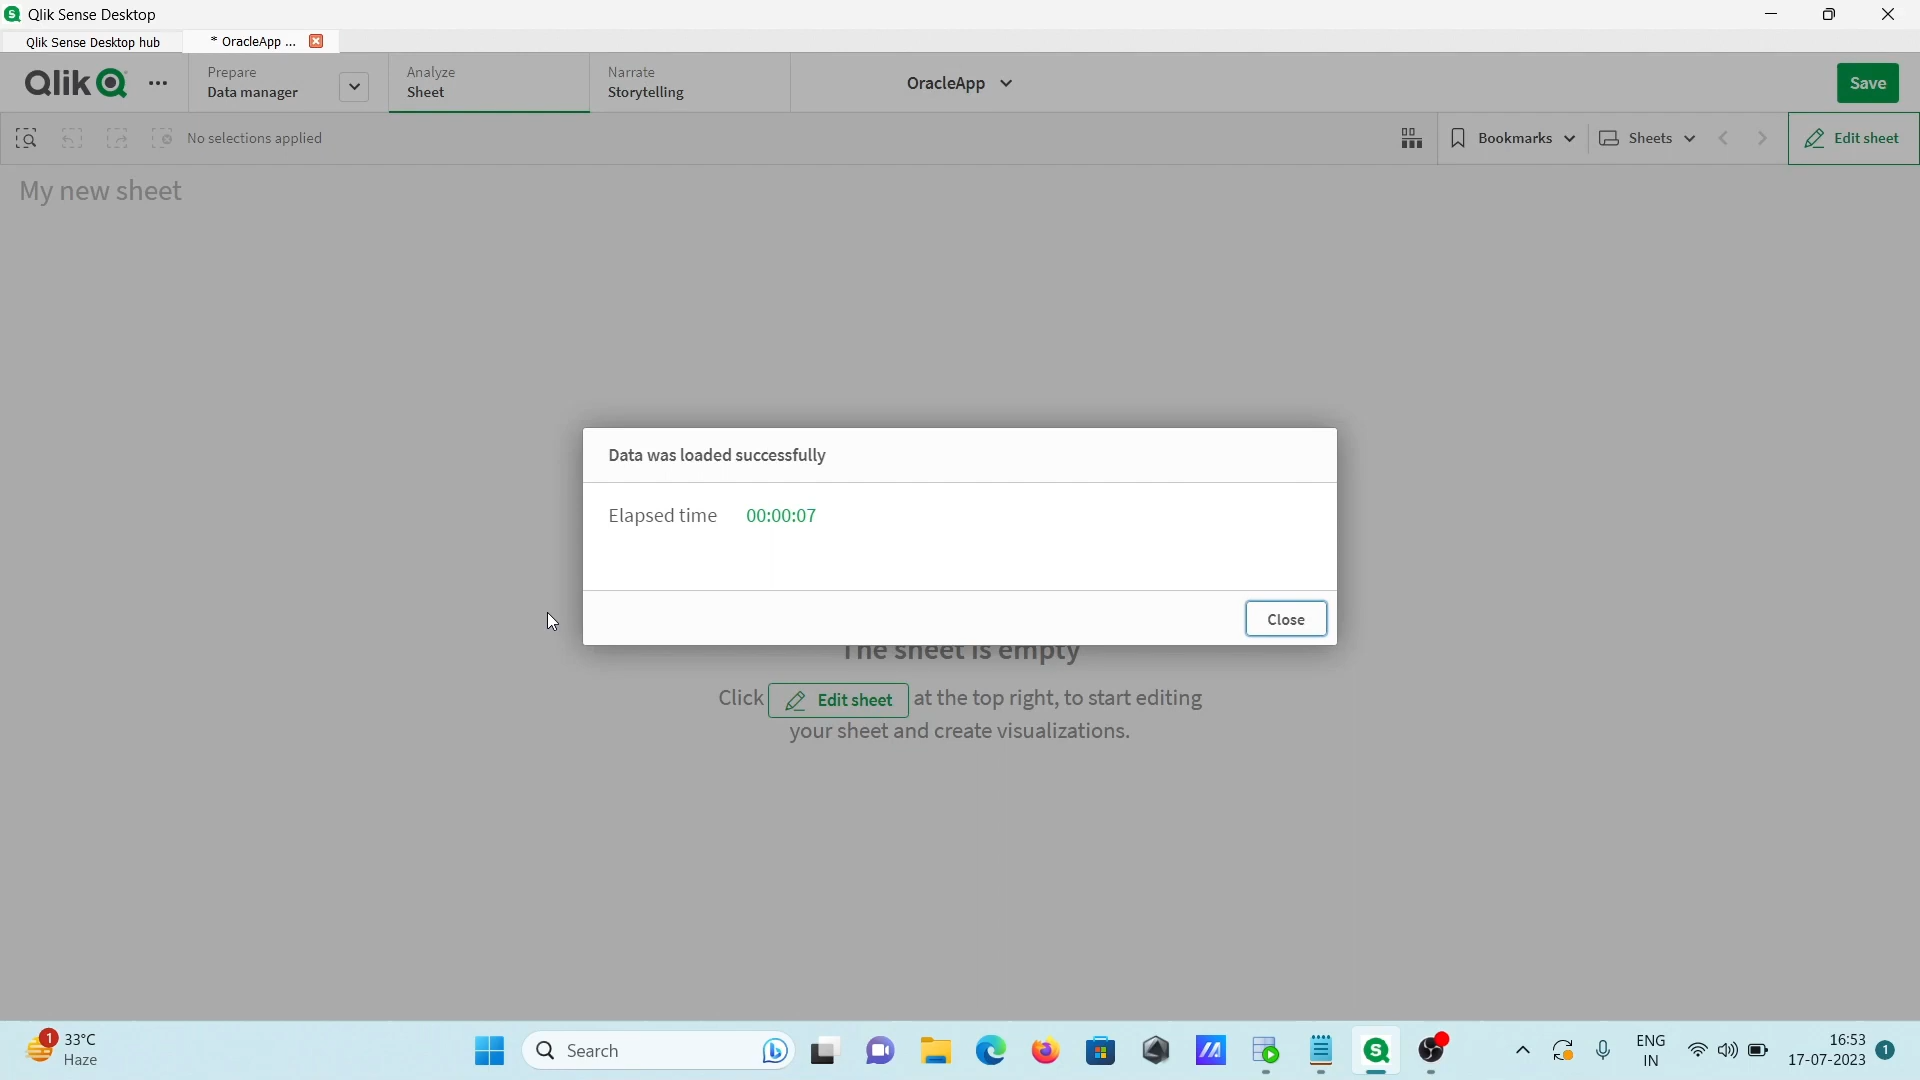 Qlik Sense Desktop
Qlik Sense Desktop hub
* OracleApp ...
Qlik
Prepare
Data manager
Analyze
Sheet
Narrate
Storytelling
OracleApp
Save
No selections applied
Bookmarks
Sheets
Edit sheet
My new sheet
Data was loaded successfully
Elapsed time 00:00:07
Close
The sheet is empty
Click Edit sheet at the top right, to start editing
your sheet and create visualizations.
1
33°C
Haze
Search
ENG
IN
16:53
17-07-2023
1